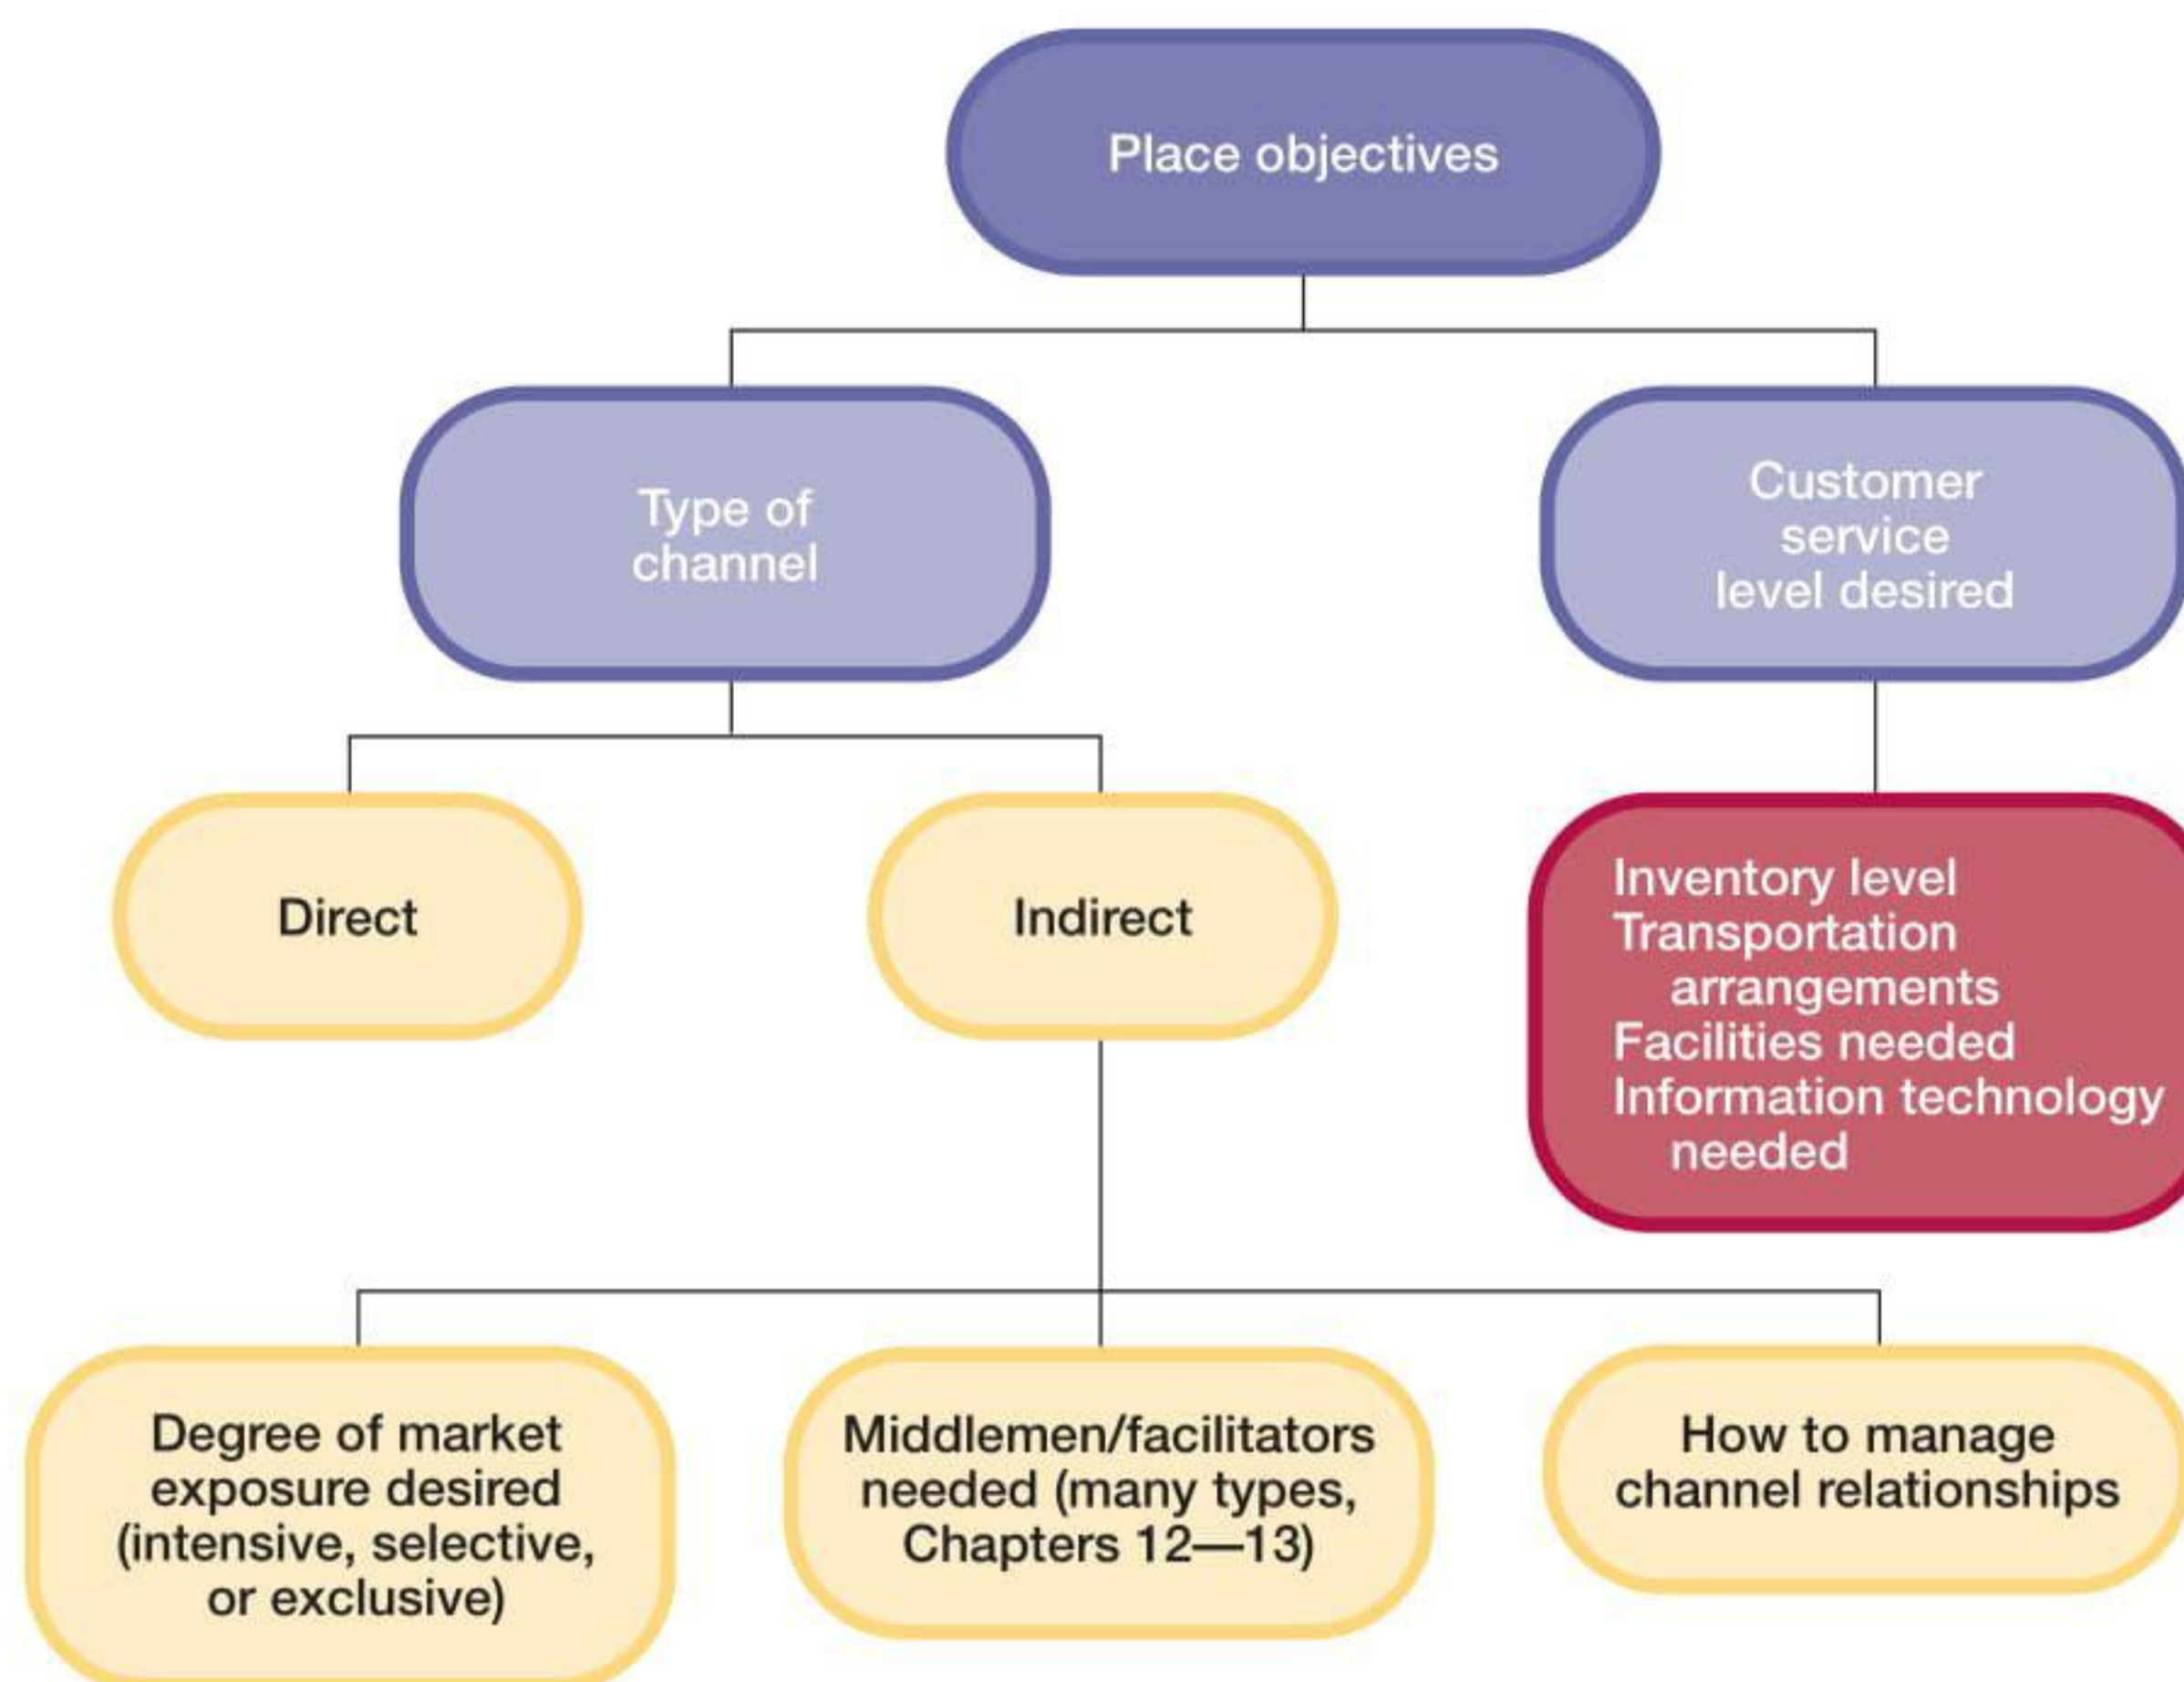 Place objectives
Type of
channel
Customer
service
level desired
Direct
Indirect
Inventory level
Transportation
arrangements
Facilities needed
Information technology
needed
Degree of market
exposure desired
(intensive, selective,
or exclusive)
Middlemen/facilitators
needed (many types,
Chapters 12—13)
How to manage
channel relationships